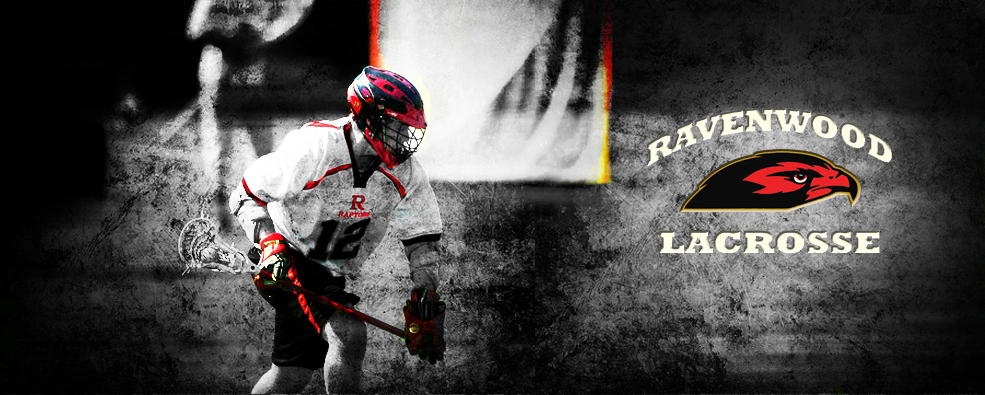 RAVENWOOD
LACROSSE
R
RAPTORS
12